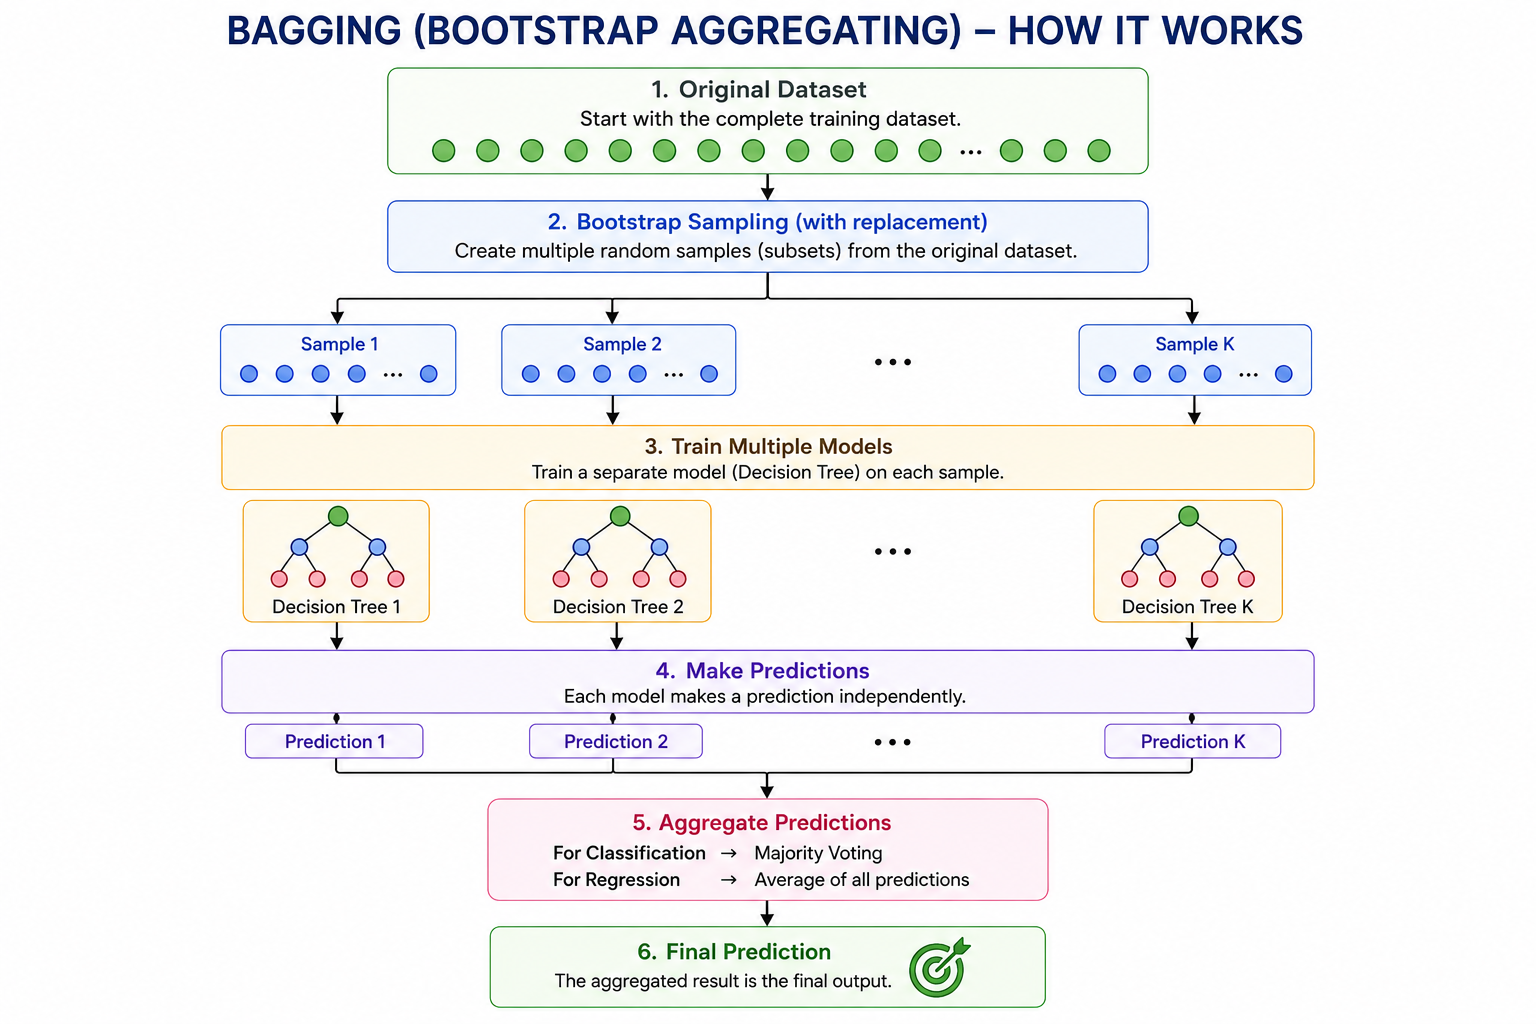 BAGGING (BOOTSTRAP AGGREGATING) – HOW IT WORKS
1. Original Dataset
Start with the complete training dataset.
...
2. Bootstrap Sampling (with replacement)
Create multiple random samples (subsets) from the original dataset.
Sample 1
...
Sample 2
...
...
Sample K
...
3. Train Multiple Models
Train a separate model (Decision Tree) on each sample.
Decision Tree 1
Decision Tree 2
...
Decision Tree K
4. Make Predictions
Each model makes a prediction independently.
Prediction 1
Prediction 2
...
Prediction K
5. Aggregate Predictions
For Classification → Majority Voting
For Regression → Average of all predictions
6. Final Prediction
The aggregated result is the final output.